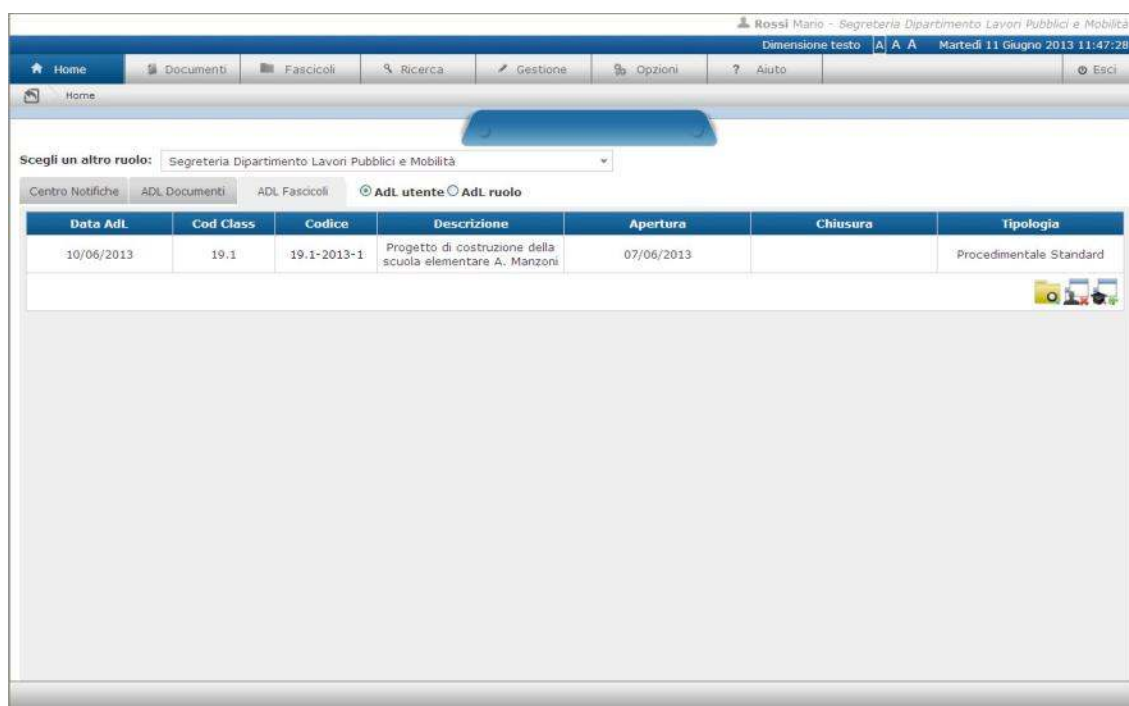 Rossi Mario - Segreteria Dipartimento Lavori Pubblici e Mobilità
Dimensione testo A A A Martedì 11 Giugno 2013 11:47:28
Home Documenti Fascicoli Ricerca Gestione Opzioni ? Aiuto Esci
Home
Scegli un altro ruolo: Segreteria Dipartimento Lavori Pubblici e Mobilità
Centro Notifiche ADL Documenti ADL Fascicoli AdL utente AdL ruolo
Data AdL Cod Class Codice Descrizione Apertura Chiusura Tipologia
10/06/2013 19.1 19.1-2013-1 Progetto di costruzione della 07/06/2013 Procedimentale Standard
scuola elementare A. Manzoni